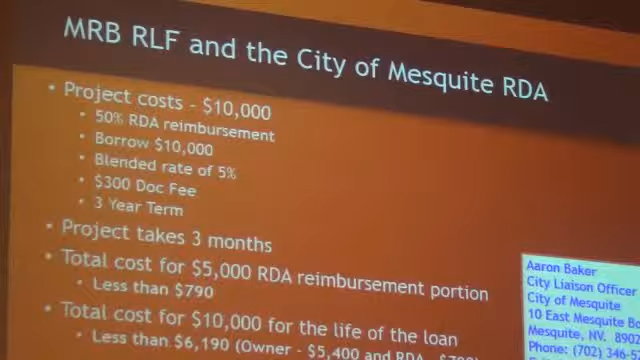 MRB RLF and the City of Mesquite RDA
• Project costs - $10,000
• 50% RDA reimbursement
• Borrow $10,000
• Blended rate of 5%
• $300 Doc Fee
• 3 Year Term
• Project takes 3 months
• Total cost for $5,000 RDA reimbursement portion
• Less than $790
• Total cost for $10,000 for the life of the loan
• Less than $6,190 (Owner - $5,400 and RDA
Aaron Baker
City Liaison Officer
City of Mesquite
10 East Mesquite
Mesquite, NV.
Phone: (702)